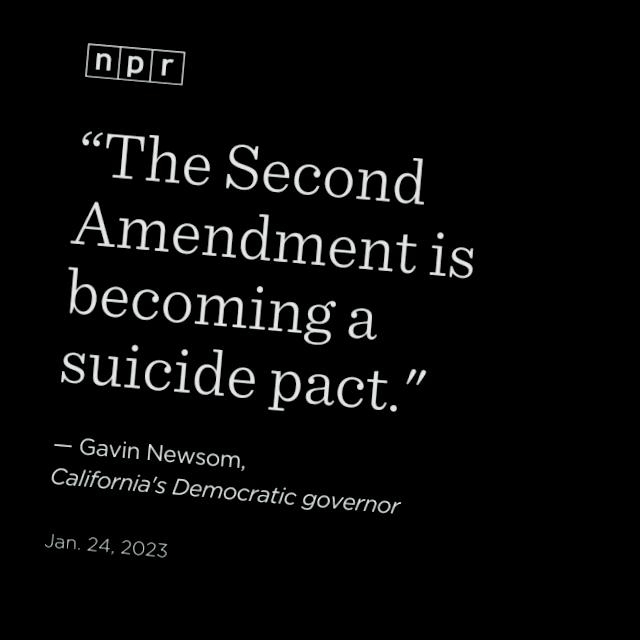 npr
“The Second
Amendment is
becoming a
suicide pact.”
— Gavin Newsom,
California's Democratic governor
Jan. 24, 2023